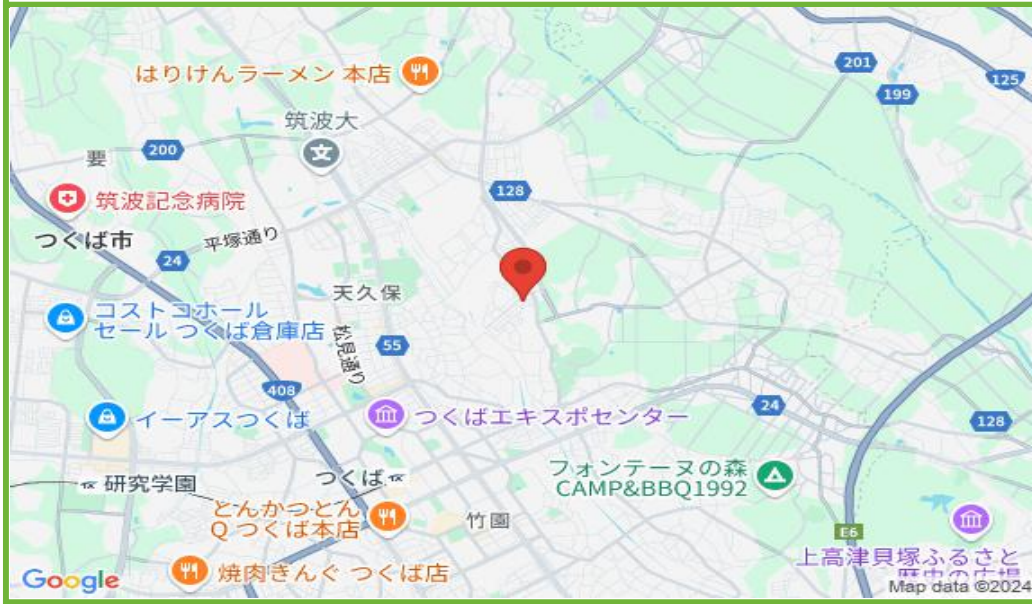 はりけんラーメン 本店
201
125
199
筑波大
文
要
200
128
筑波記念病院
つくば市
平塚通り
24
天久保
コストコホール
セール つくば倉庫店
松見通り
55
408
イーアスつくば
つくばエキスポセンター
24
128
フォンテーヌの森
CAMP&BBQ1992
つくば
研究学園
とんかつとん
Q つくば本店
竹園
E6
上高津貝塚ふるさと
歴史の広場
焼肉きんぐ つくば店
Google
Map data ©2024